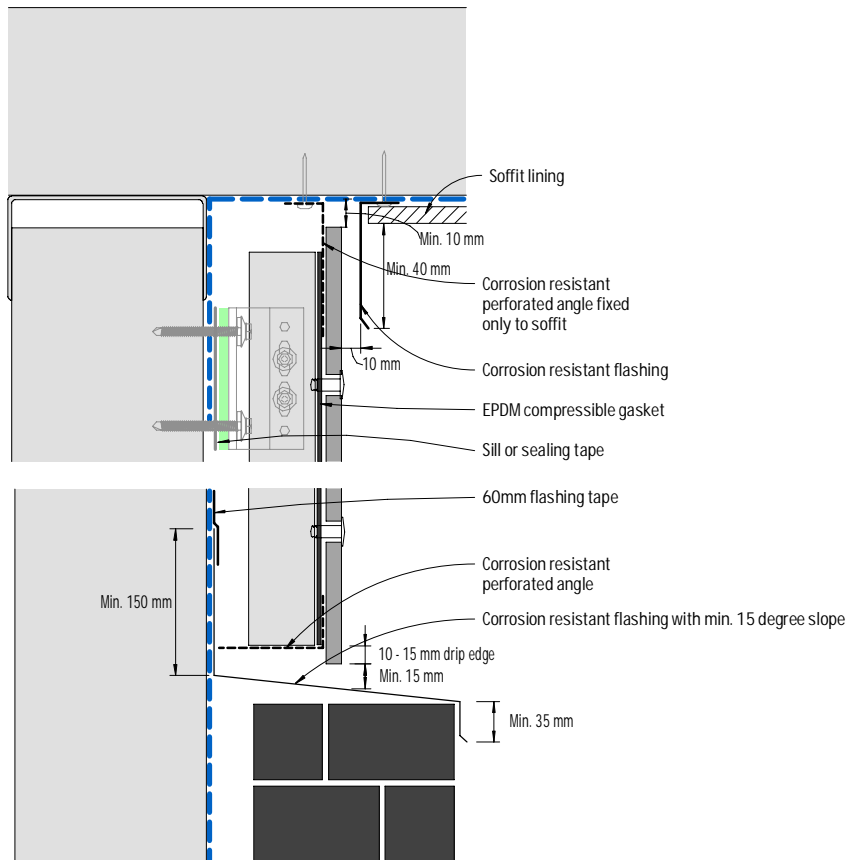 Soffit lining
Min. 10 mm
Min. 40 mm
Corrosion resistant
perforated angle fixed
only to soffit
10 mm
Corrosion resistant flashing
EPDM compressible gasket
Sill or sealing tape
60mm flashing tape
Corrosion resistant
perforated angle
Min. 150 mm
Corrosion resistant flashing with min. 15 degree slope
10 - 15 mm drip edge
Min. 15 mm
Min. 35 mm